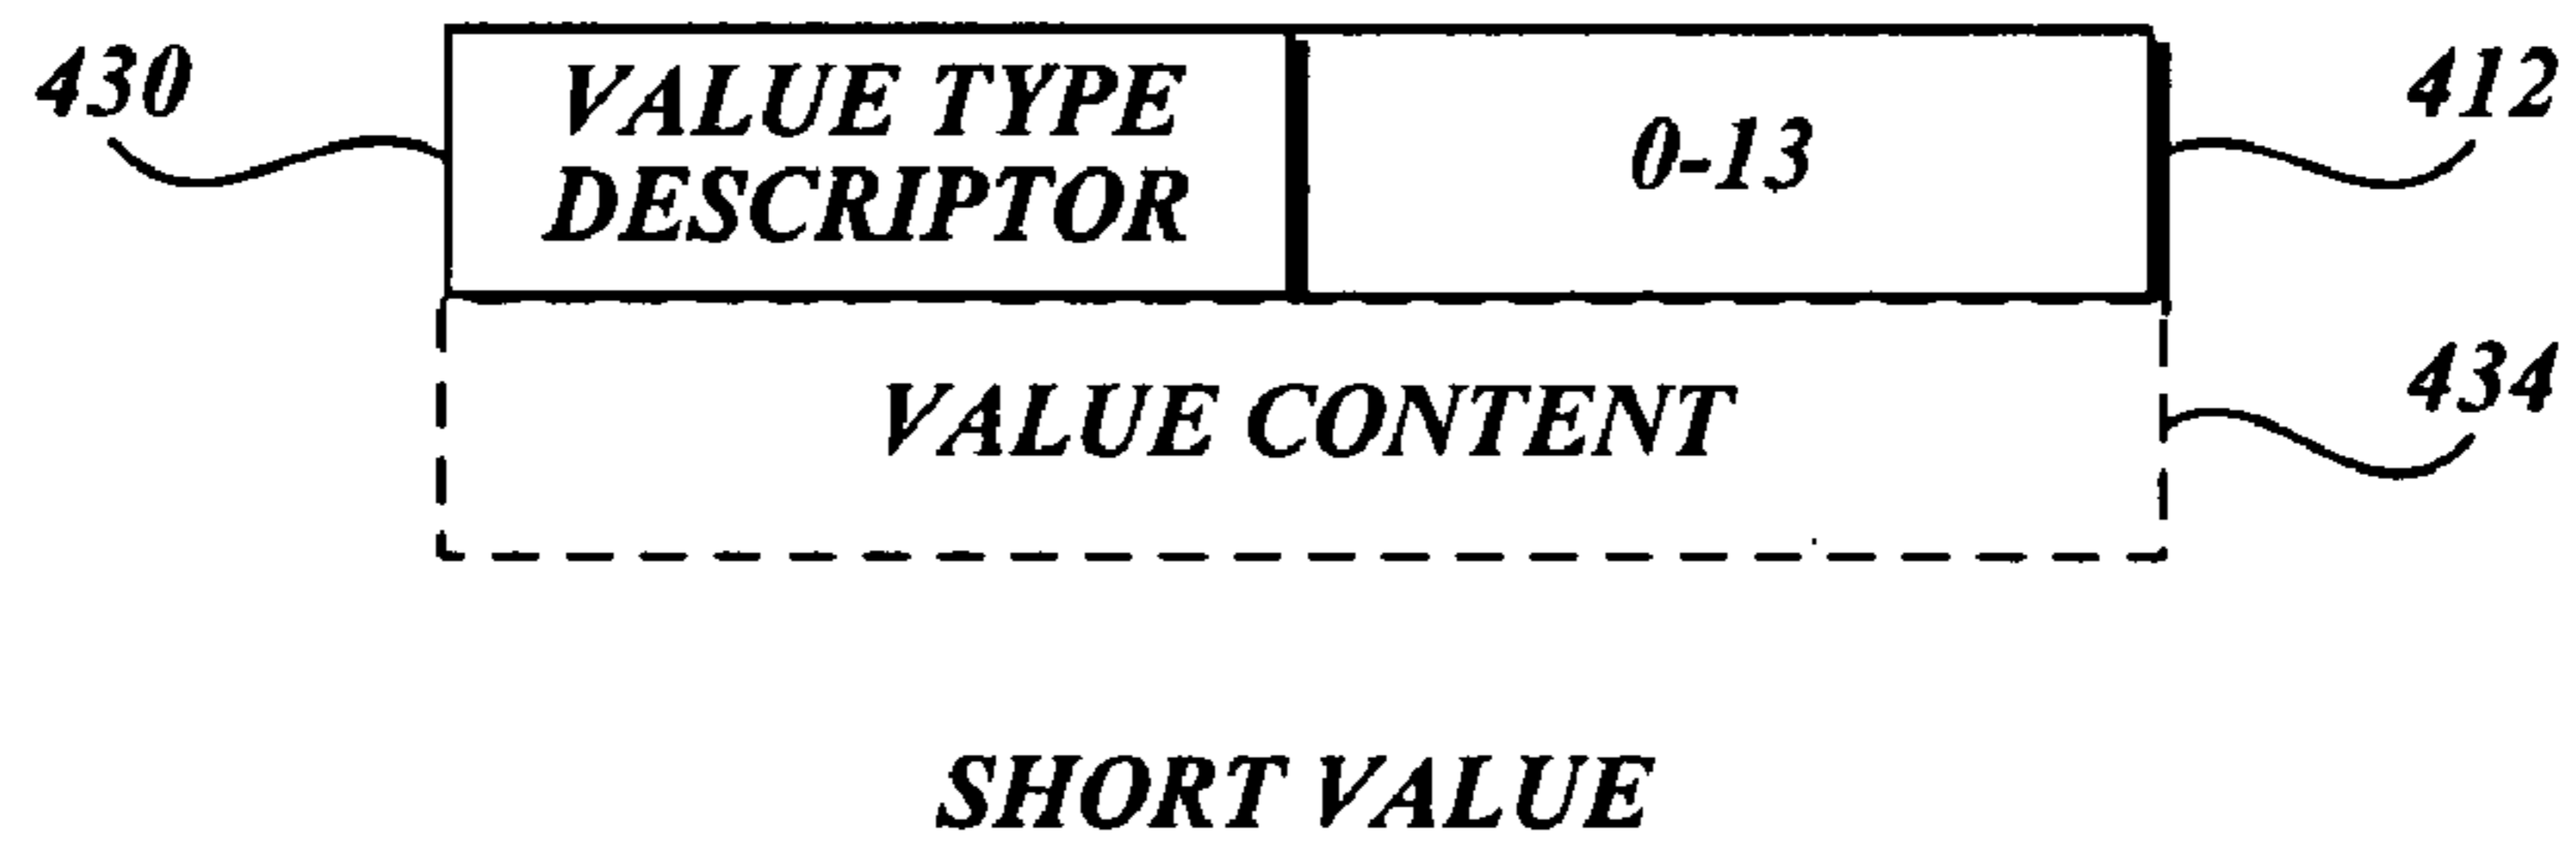 430
VALUE TYPE
DESCRIPTOR
0-13
412
VALUE CONTENT
434
SHORT VALUE